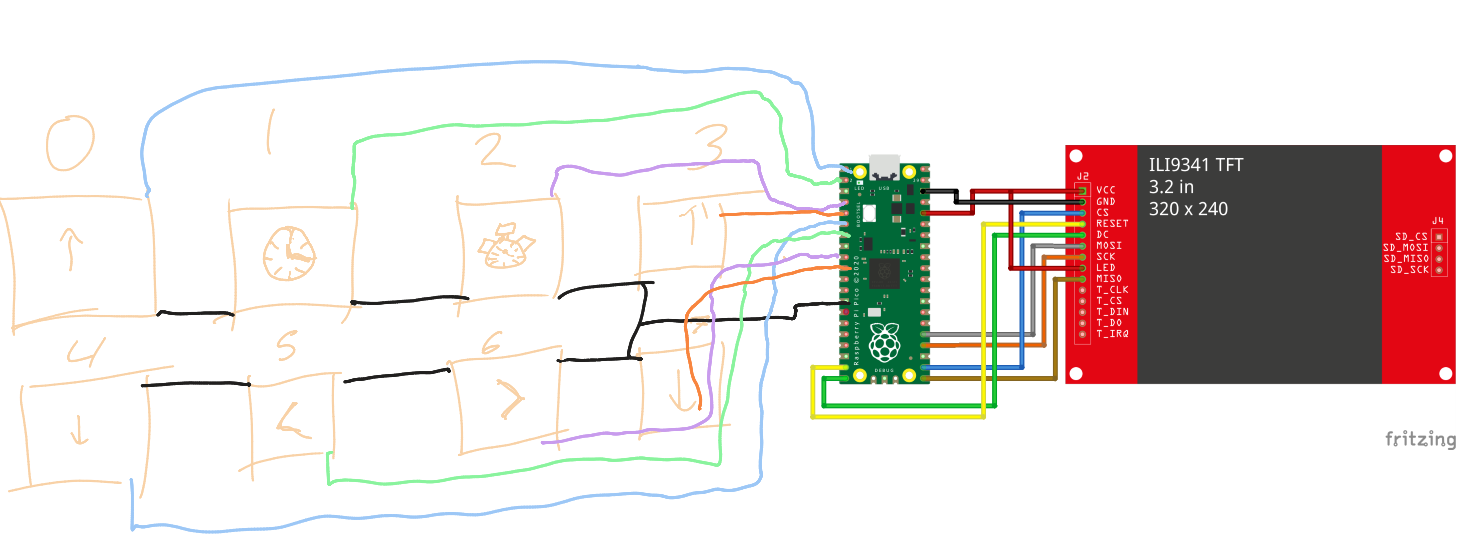 0
1
2
3
4
5
6
7
LED
USB
BOOTSEL
Raspberry Pi Pico ©2020
DEBUG
J2
VCC
GND
CS
RESET
DC
MOSI
SCK
LED
MISO
T_CLK
T_CS
T_DIN
T_DO
T_IRQ
ILI9341 TFT
3.2 in
320 x 240
J4
SD_CS
SD_MOSI
SD_MISO
SD_SCK
fritzing